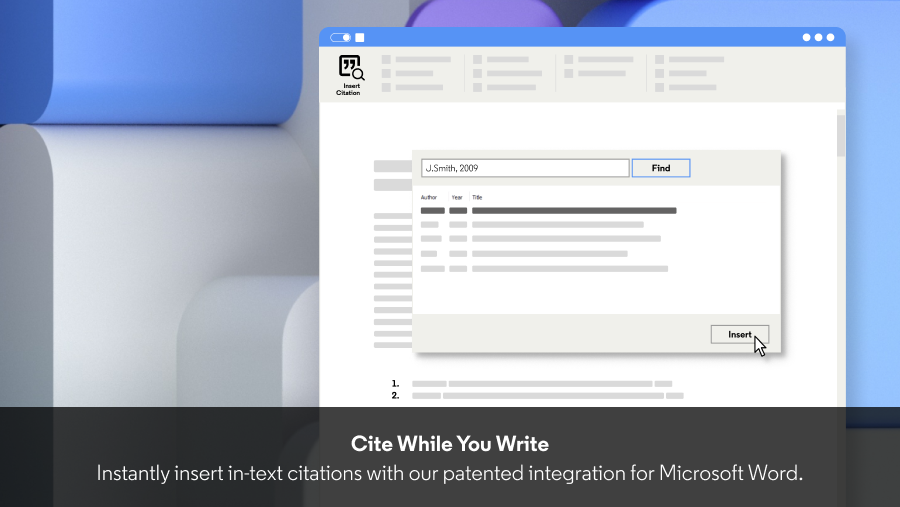 Insert
Citation
J.Smith, 2009
Find
Author Year Title
Insert
1.
2.
Cite While You Write
Instantly insert in-text citations with our patented integration for Microsoft Word.